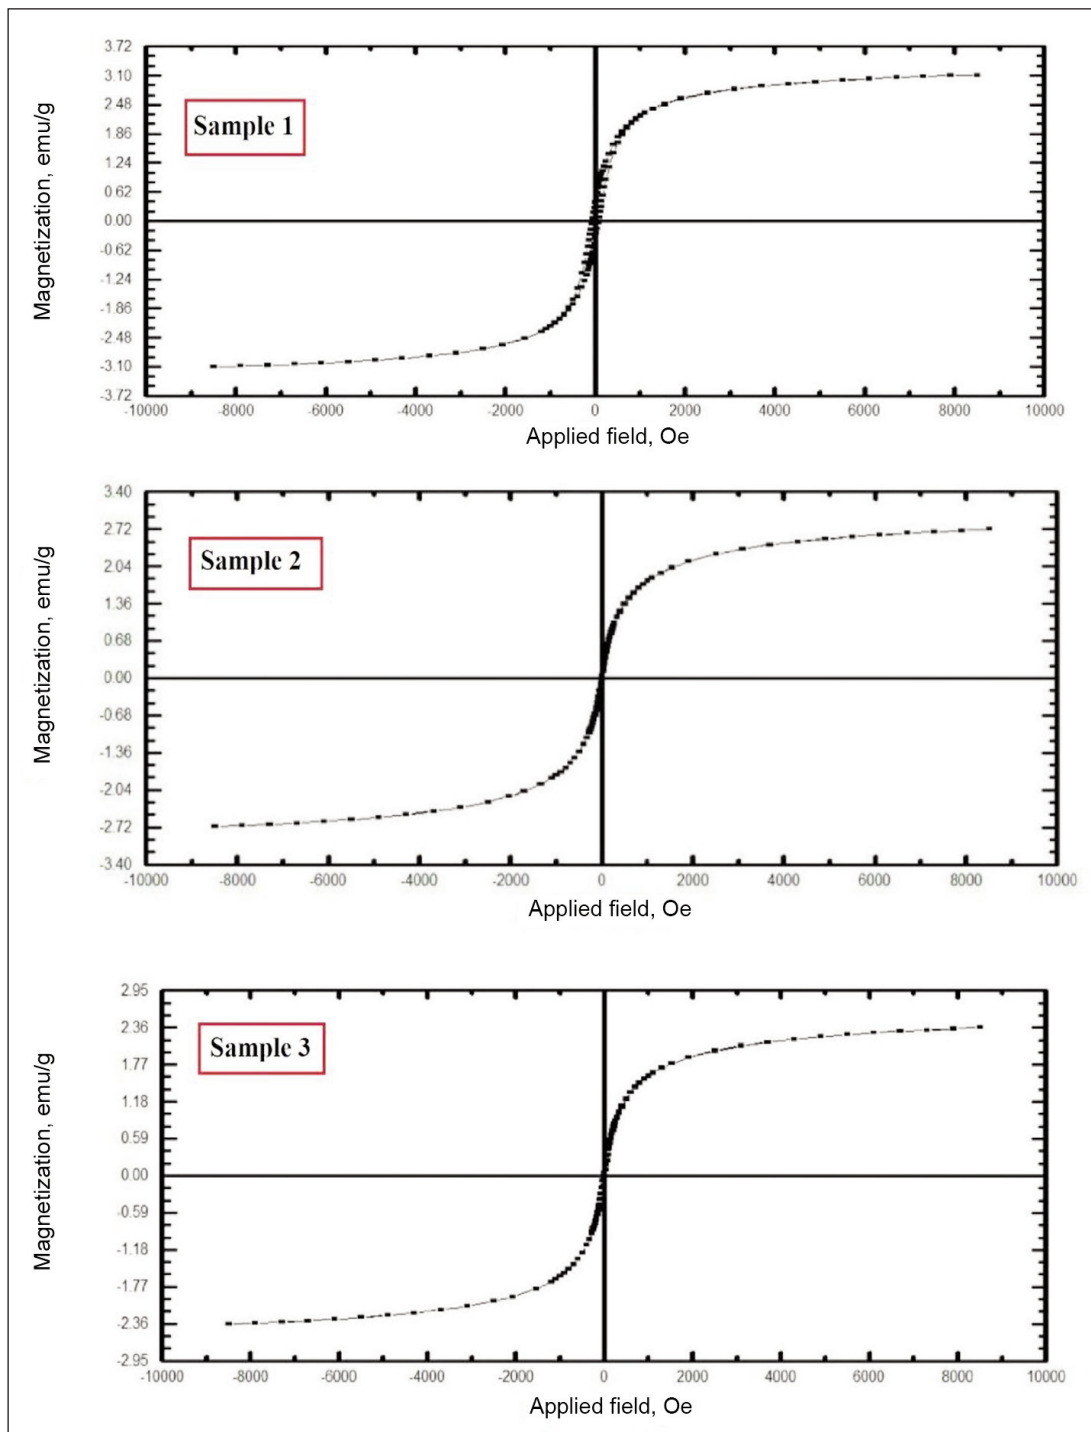 Magnetization, emu/g
Sample 1
3.72
3.10
2.48
1.86
1.24
0.62
0.00
-0.62
-1.24
-1.86
-2.48
-3.10
-3.72
-10000 -8000 -6000 -4000 -2000 0 2000 4000 6000 8000 10000
Applied field, Oe
Magnetization, emu/g
Sample 2
3.40
2.72
2.04
1.36
0.68
0.00
-0.68
-1.36
-2.04
-2.72
-3.40
-10000 -8000 -6000 -4000 -2000 0 2000 4000 6000 8000 10000
Applied field, Oe
Magnetization, emu/g
Sample 3
2.95
2.36
1.77
1.18
0.59
0.00
-0.59
-1.18
-1.77
-2.36
-2.95
-10000 -8000 -6000 -4000 -2000 0 2000 4000 6000 8000 10000
Applied field, Oe